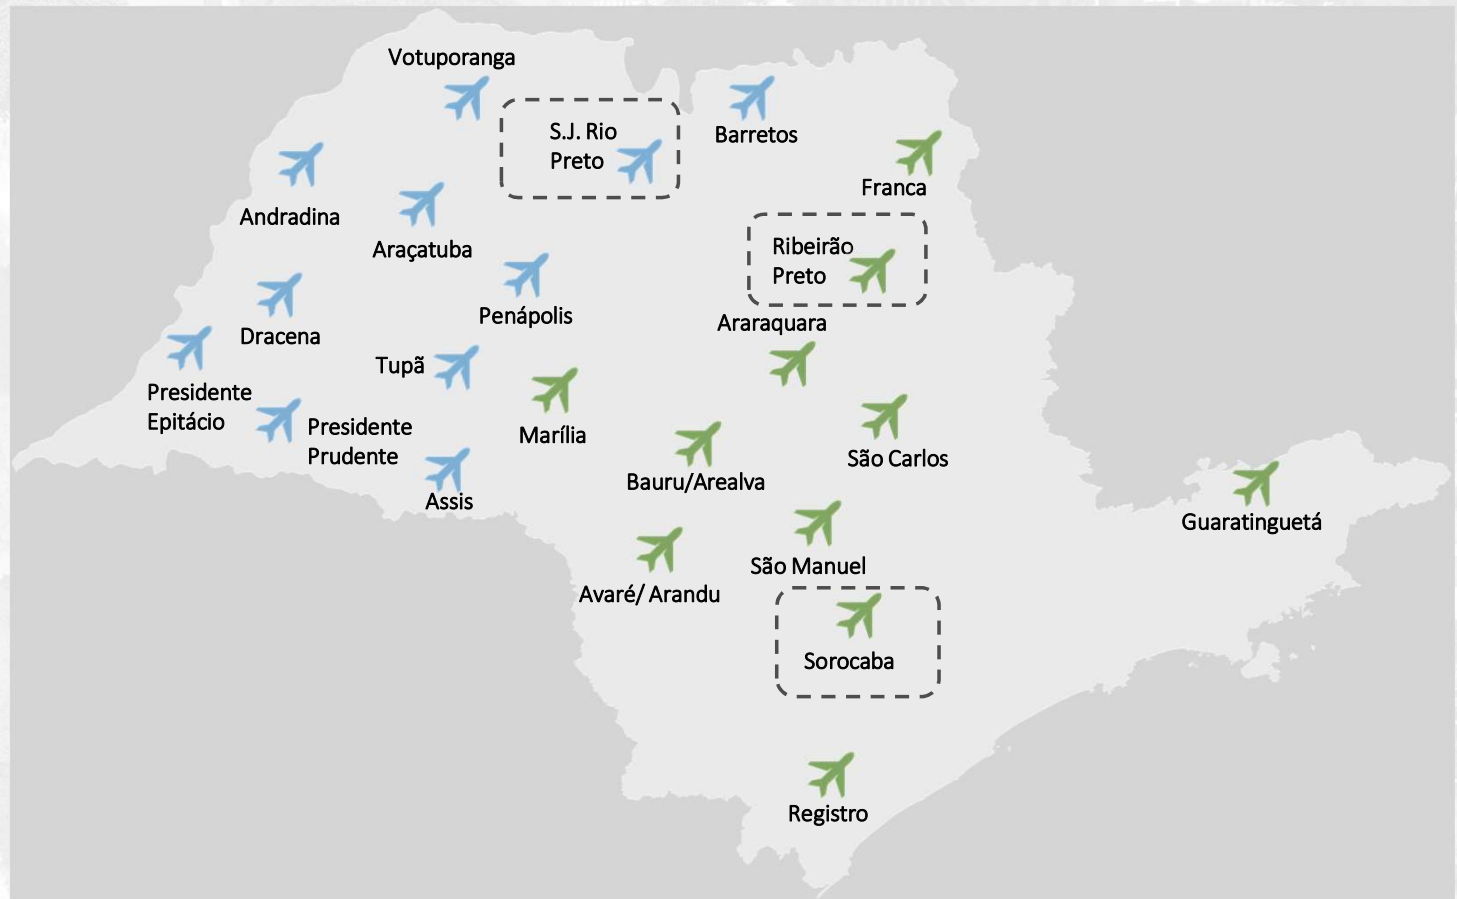 Votuporanga
S.J. Rio
Preto
Barretos
Franca
Andradina
Araçatuba
Ribeirão
Preto
Penápolis
Araraquara
Dracena
Tupã
Presidente
Epitácio
Presidente
Prudente
Marília
São Carlos
Bauru/Arealva
Assis
Guaratinguetá
São Manuel
Avaré/ Arandu
Sorocaba
Registro